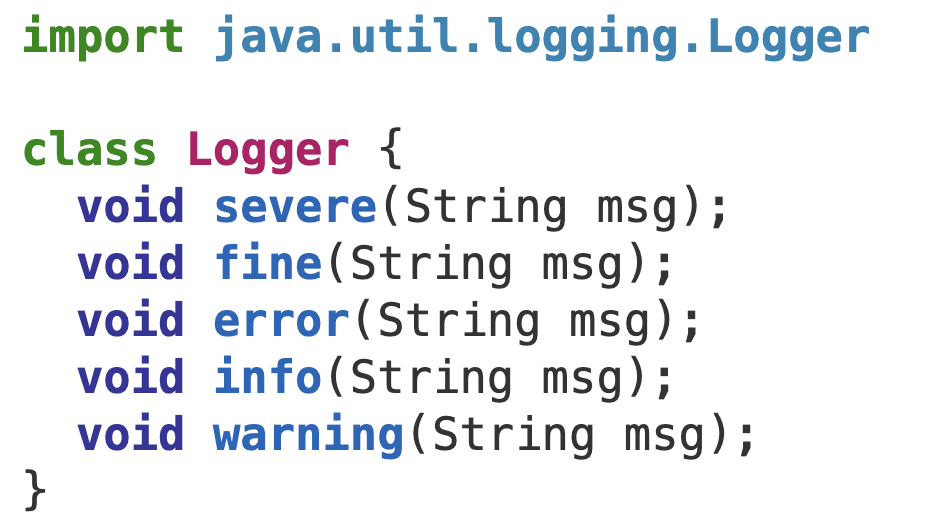 import java.util.logging.Logger

class Logger {
  void severe(String msg);
  void fine(String msg);
  void error(String msg);
  void info(String msg);
  void warning(String msg);
}